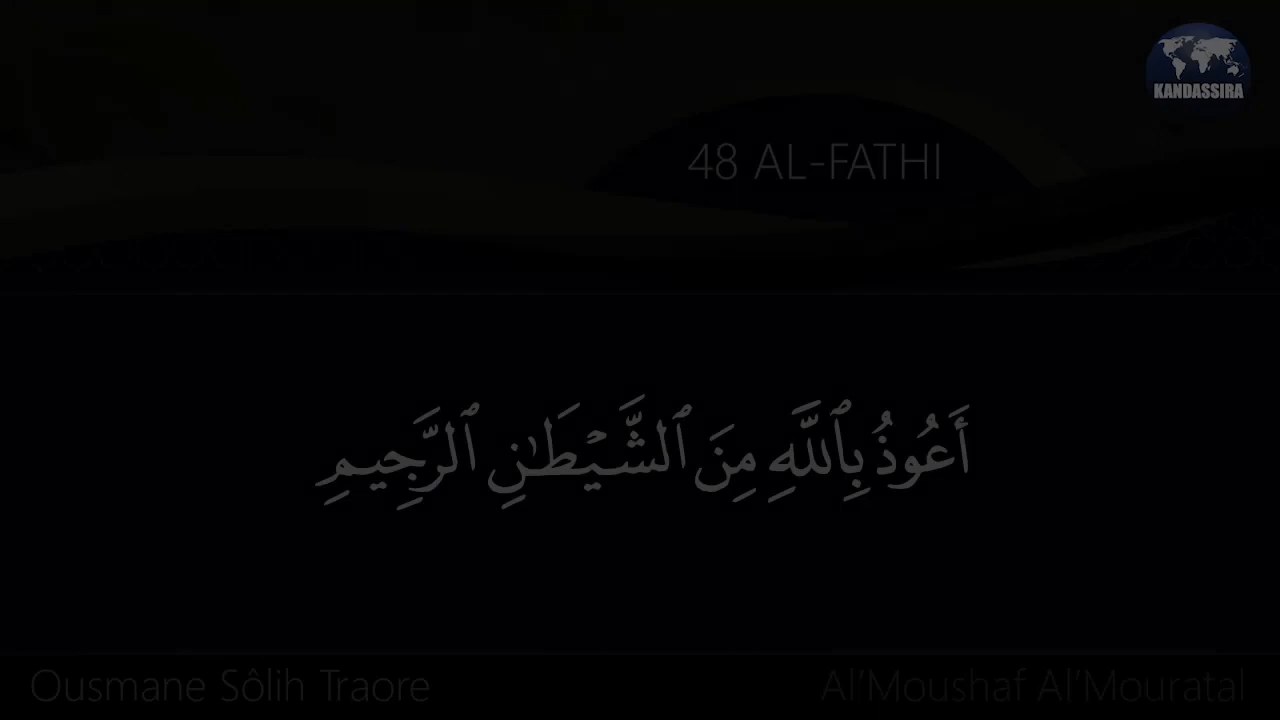 KANDASSIRA
48 AL-FATHI
أَعُوذُ بِٱللَّهِ مِنَ ٱلشَّيْطَٰنِ ٱلرَّجِيمِ
Ousmane Sôlih Traore
Al'Moushaf Al'Mouratal